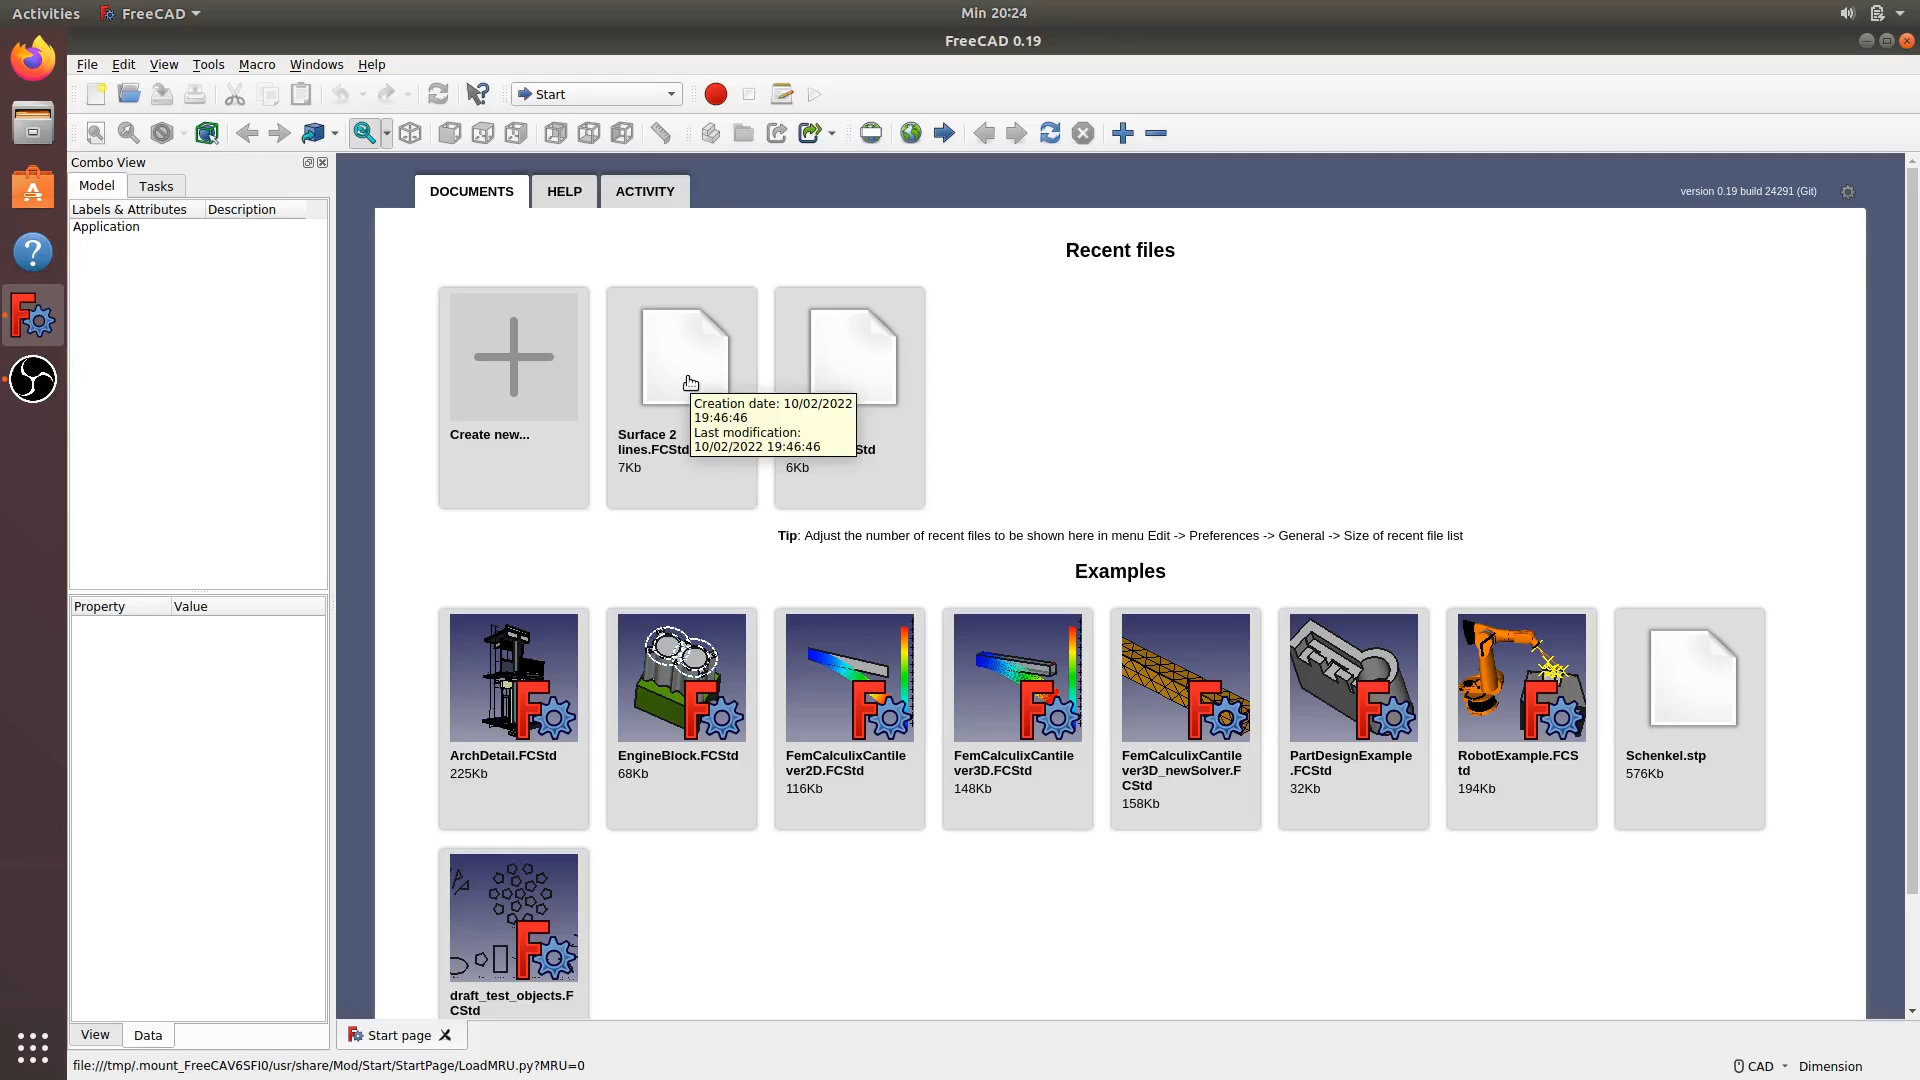 Activities
FreeCAD
Min 20:24
FreeCAD 0.19
File Edit View Tools Macro Windows Help
Start
Combo View
Model Tasks
Labels & Attributes Description
Application
Property Value
View Data
DOCUMENTS HELP ACTIVITY
version 0.19 build 24291 (Git)
Recent files
Create new...
Surface 2
lines.FCStd
7Kb
Creation date: 10/02/2022
19:46:46
Last modification:
10/02/2022 19:46:46
6Kb
Tip: Adjust the number of recent files to be shown here in menu Edit -> Preferences -> General -> Size of recent file list
Examples
ArchDetail.FCStd
225Kb
EngineBlock.FCStd
68Kb
FemCalculixCantile
ver2D.FCStd
116Kb
FemCalculixCantile
ver3D.FCStd
148Kb
FemCalculixCantile
ver3D_newSolver.F
CStd
158Kb
PartDesignExample
.FCStd
32Kb
RobotExample.FCS
td
194Kb
Schenkel.stp
576Kb
draft_test_objects.F
CStd
Start page
file:///tmp/.mount_FreeCAV6SFI0/usr/share/Mod/Start/StartPage/LoadMRU.py?MRU=0
CAD Dimension